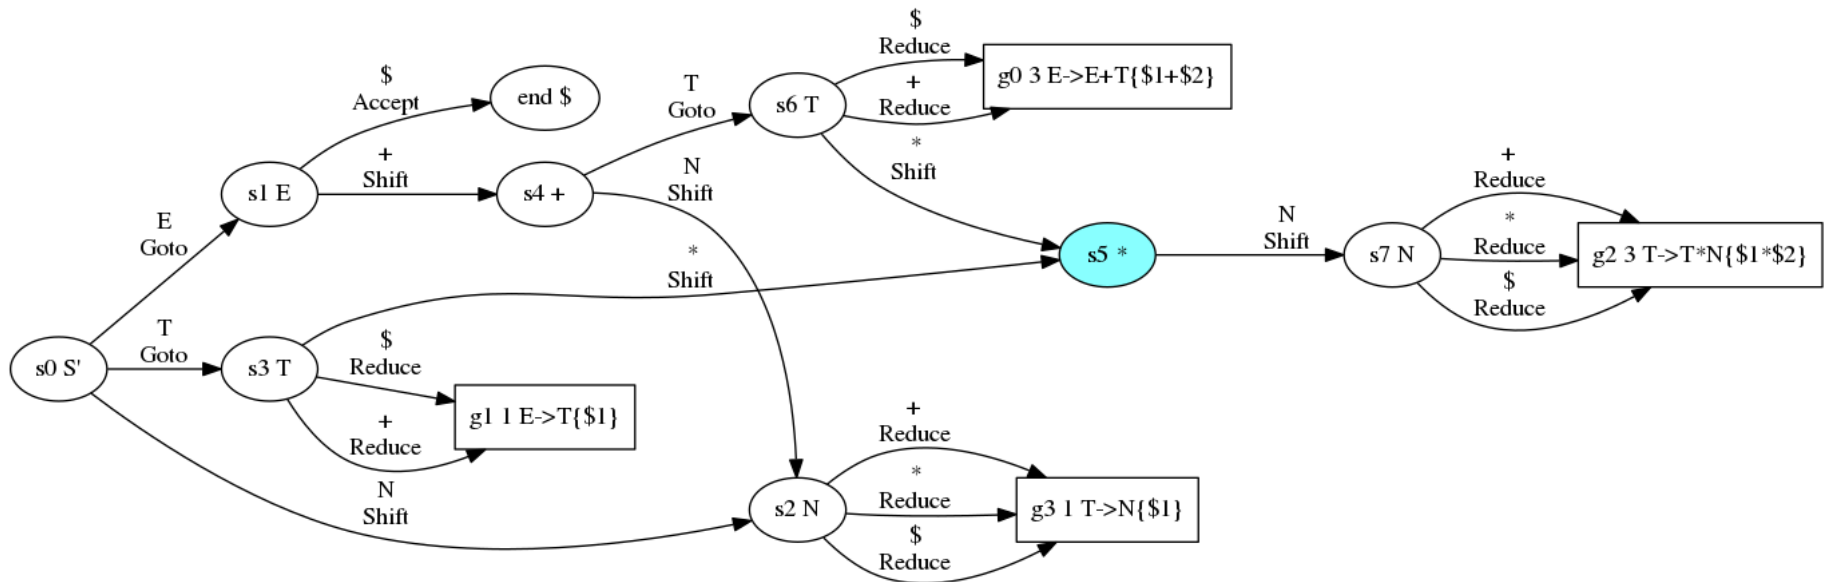 $
Reduce
g0 3 E->E+T{$1+$2}
+
Reduce
s6 T
*
Shift
$
Accept
end $
T
Goto
N
Shift
+
Shift
s1 E
s4 +
E
Goto
*
Shift
s5 *
N
Shift
s7 N
+
Reduce
*
Reduce
$
Reduce
g2 3 T->T*N{$1*$2}
s0 S'
T
Goto
s3 T
$
Reduce
+
Reduce
g1 1 E->T{$1}
N
Shift
s2 N
+
Reduce
*
Reduce
$
Reduce
g3 1 T->N{$1}